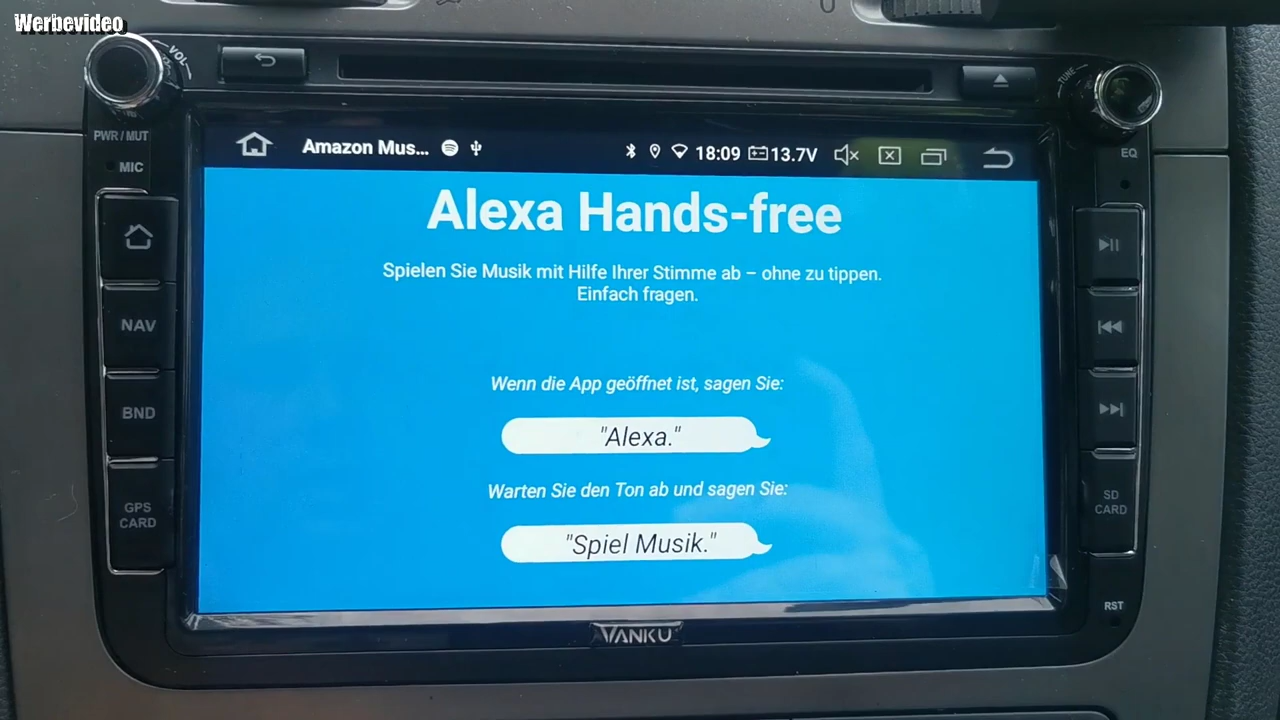 Werbevideo
VOL
TUNE
PWR / MUT
MIC
EQ
Amazon Mus... 18:09 13.7V
Alexa Hands-free
Spielen Sie Musik mit Hilfe Ihrer Stimme ab – ohne zu tippen.
Einfach fragen.
Wenn die App geöffnet ist, sagen Sie:
"Alexa."
Warten Sie den Ton ab und sagen Sie:
"Spiel Musik."
NAV
BND
GPS
CARD
SD
CARD
RST
VANKU